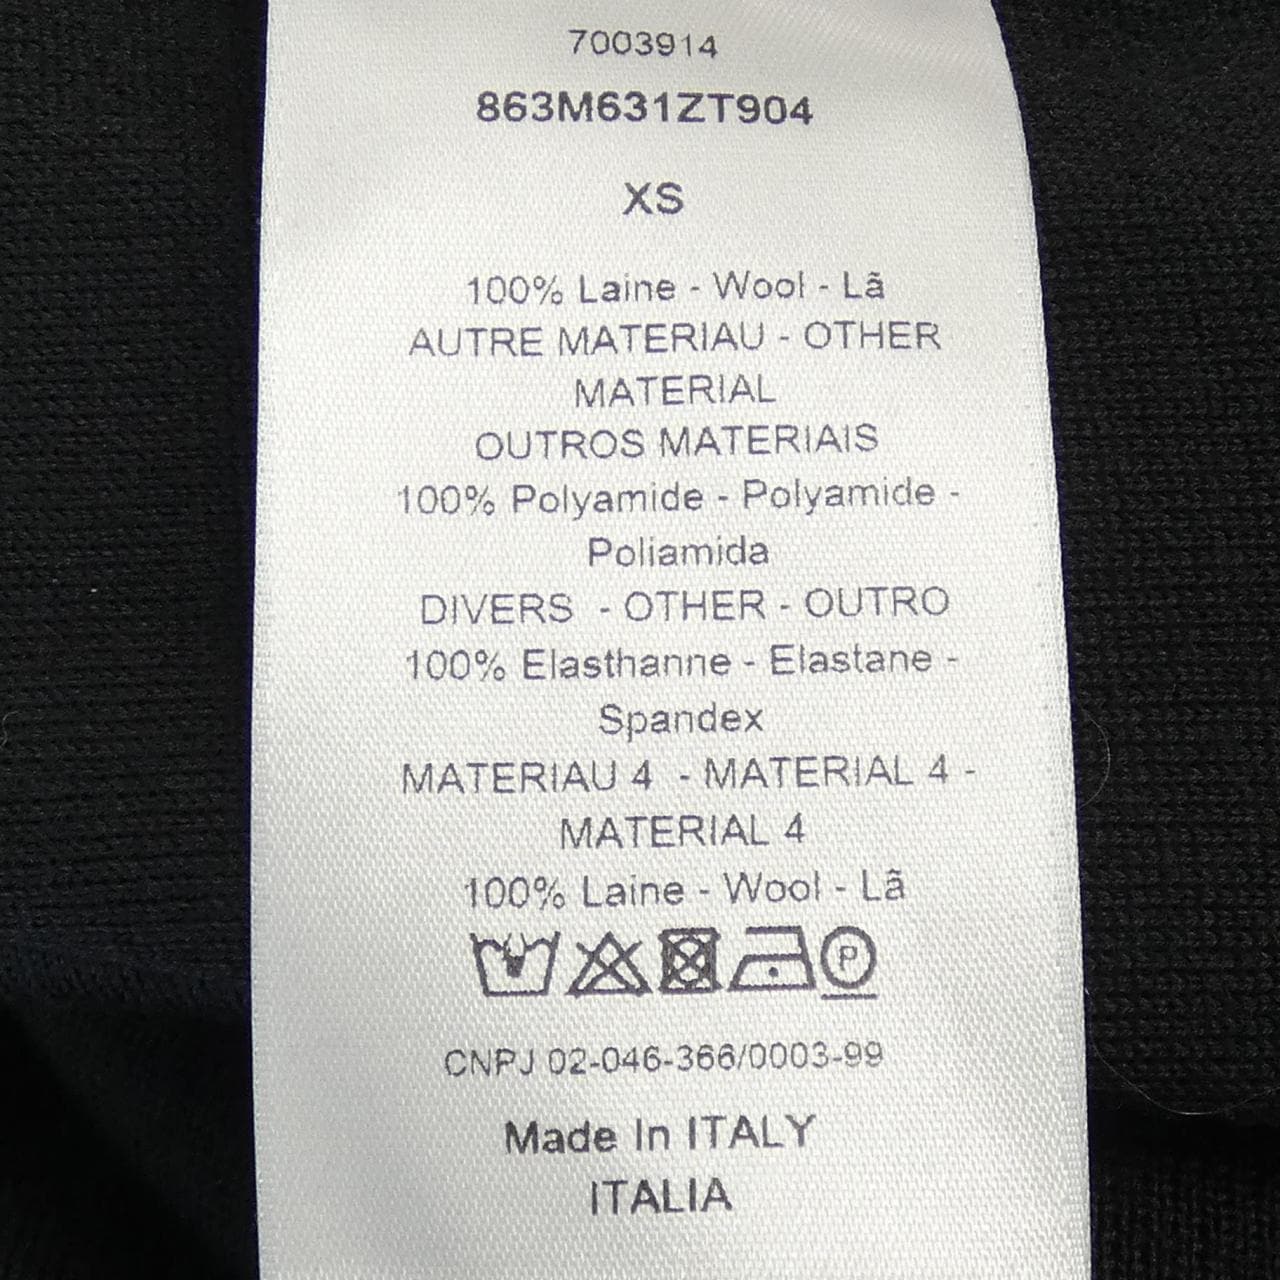 7003914
863M631ZT904
XS
100% Laine - Wool - Lã
AUTRE MATERIAU - OTHER
MATERIAL
OUTROS MATERIAIS
100% Polyamide - Polyamide -
Poliamida
DIVERS - OTHER - OUTRO
100% Elasthanne - Elastane -
Spandex
MATERIAU 4 - MATERIAL 4 -
MATERIAL 4
100% Laine - Wool - Lã
P
CNPJ 02-046-366/0003-99
Made In ITALY
ITALIA